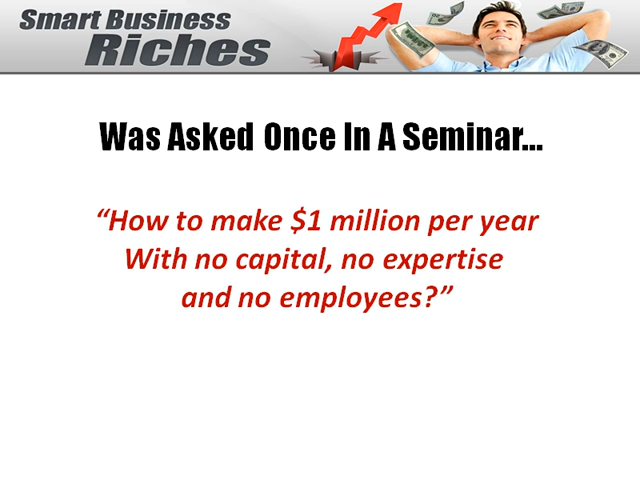 Smart Business
Riches
Was Asked Once In A Seminar...
“How to make $1 million per year
With no capital, no expertise
and no employees?”